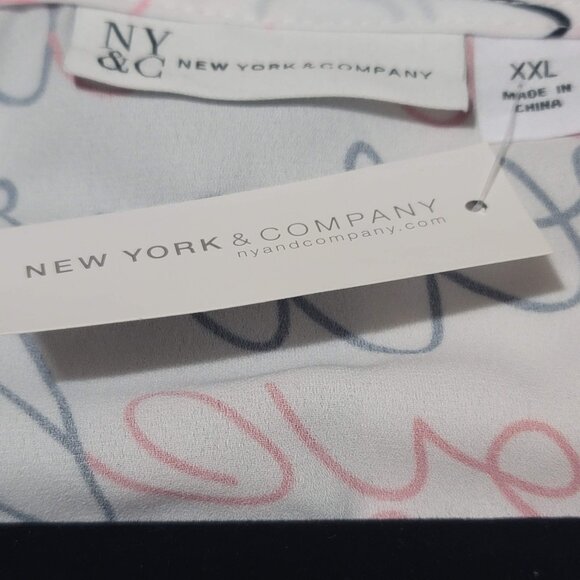 NY
&C NEW YORK & COMPANY
XXL
MADE IN
CHINA
NEW YORK & COMPANY
nyandcompany.com